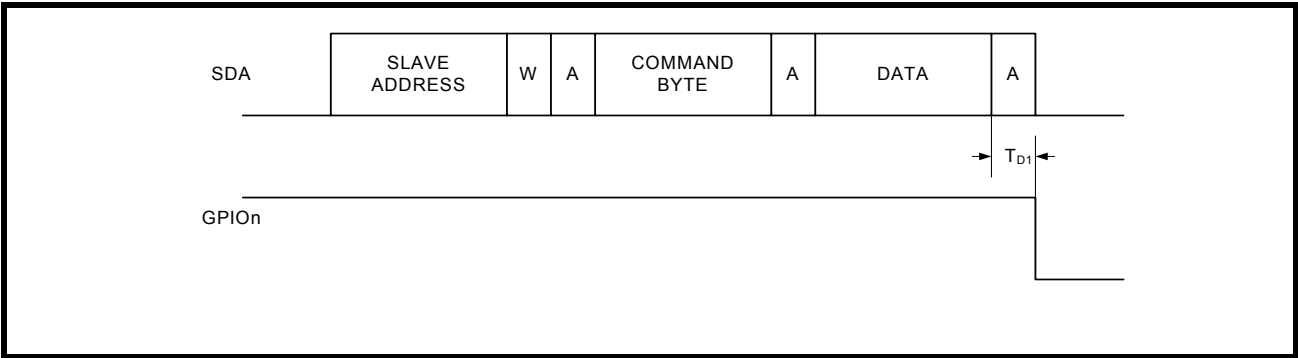 SDA
SLAVE
ADDRESS
W
A
COMMAND
BYTE
A
DATA
A
TD1
GPIOn